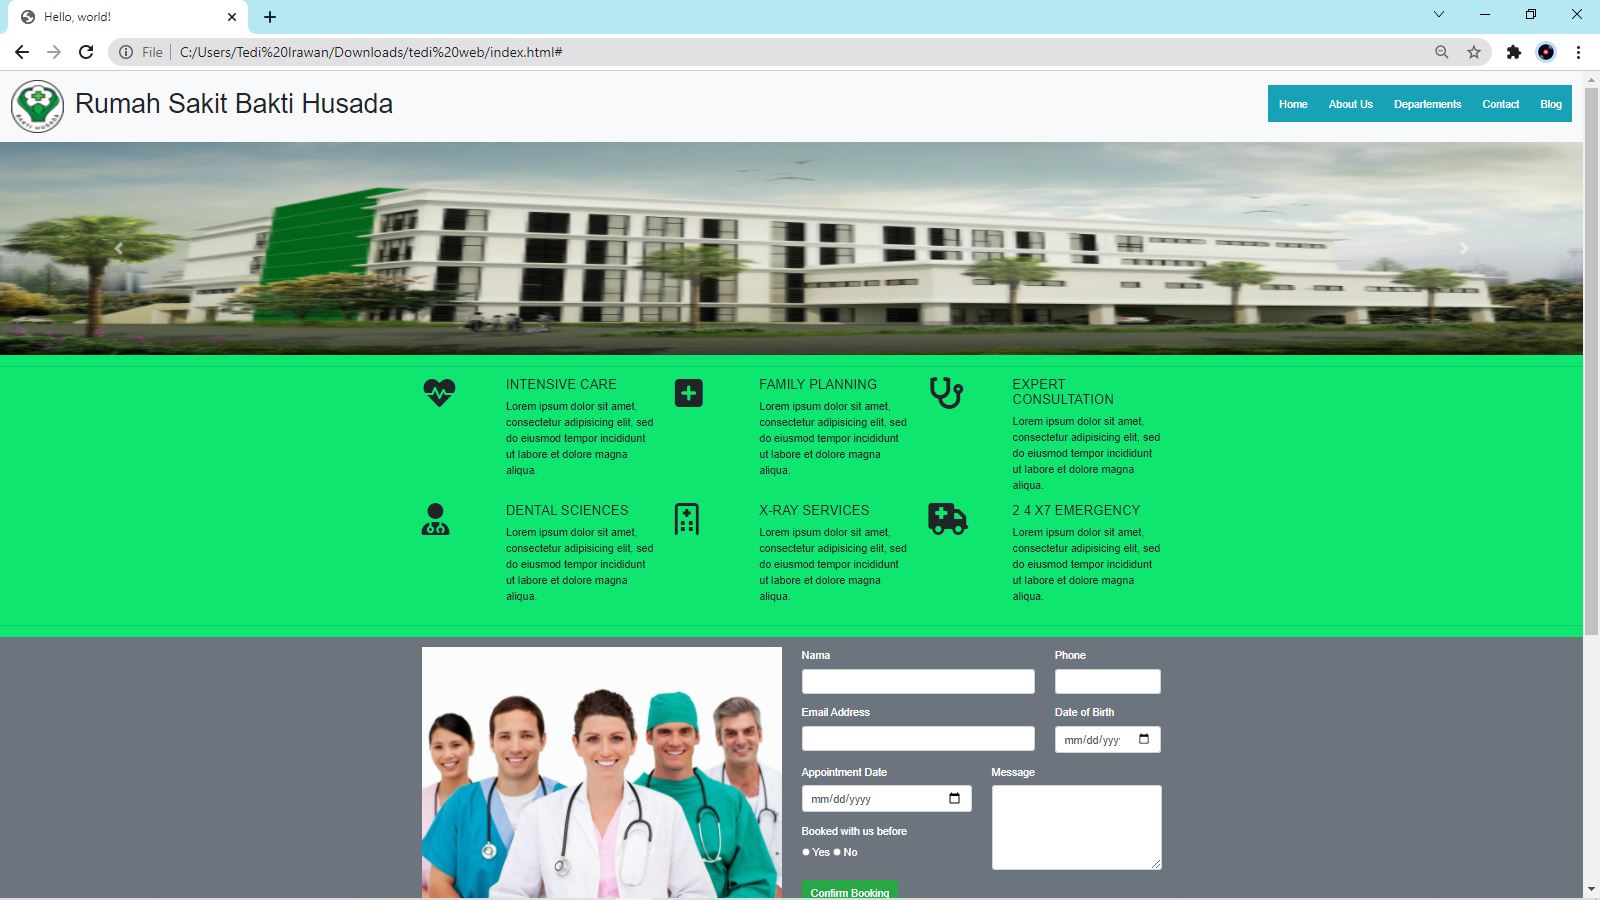 Hello, world!
File C:/Users/Tedi%20Irawan/Downloads/tedi%20web/index.html#
BAKTI HUSADA
Rumah Sakit Bakti Husada
Home About Us Departements Contact Blog
INTENSIVE CARE
Lorem ipsum dolor sit amet,
consectetur adipisicing elit, sed
do eiusmod tempor incididunt
ut labore et dolore magna
aliqua.
FAMILY PLANNING
Lorem ipsum dolor sit amet,
consectetur adipisicing elit, sed
do eiusmod tempor incididunt
ut labore et dolore magna
aliqua.
EXPERT
CONSULTATION
Lorem ipsum dolor sit amet,
consectetur adipisicing elit, sed
do eiusmod tempor incididunt
ut labore et dolore magna
aliqua.
DENTAL SCIENCES
Lorem ipsum dolor sit amet,
consectetur adipisicing elit, sed
do eiusmod tempor incididunt
ut labore et dolore magna
aliqua.
X-RAY SERVICES
Lorem ipsum dolor sit amet,
consectetur adipisicing elit, sed
do eiusmod tempor incididunt
ut labore et dolore magna
aliqua.
2 4 X7 EMERGENCY
Lorem ipsum dolor sit amet,
consectetur adipisicing elit, sed
do eiusmod tempor incididunt
ut labore et dolore magna
aliqua.
Nama Phone
Email Address Date of Birth
mm/dd/yyy
Appointment Date Message
mm/dd/yyyy
Booked with us before
Yes No
Confirm Booking